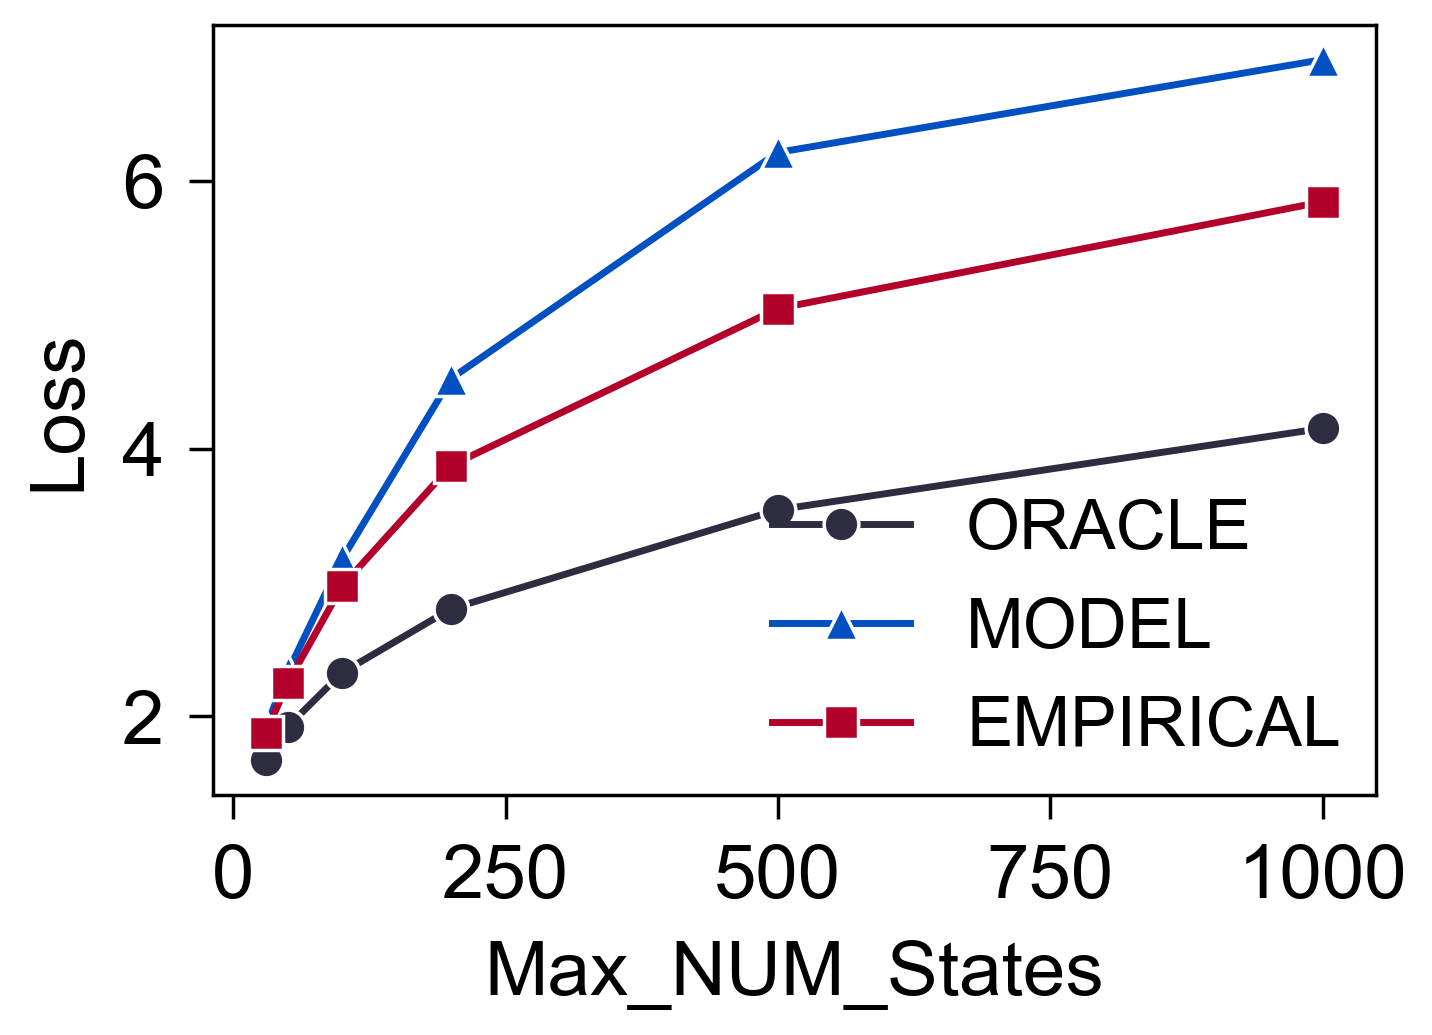 6
4
2
Loss
ORACLE
MODEL
EMPIRICAL
0 250 500 750 1000
Max_NUM_States